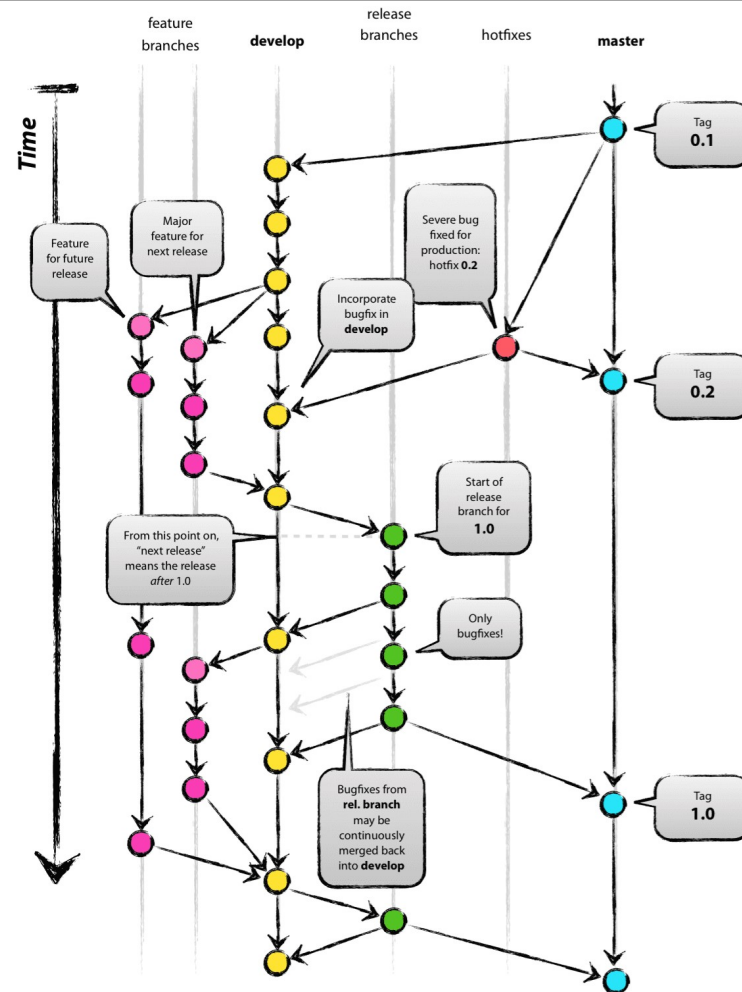 feature
branches
develop
release
branches
hotfixes
master
Time
Tag
0.1
Major
feature for
next release
Feature
for future
release
Severe bug
fixed for
production:
hotfix 0.2
Incorporate
bugfix in
develop
Tag
0.2
Start of
release
branch for
1.0
From this point on,
“next release”
means the release
after 1.0
Only
bugfixes!
Bugfixes from
rel. branch
may be
continuously
merged back
into develop
Tag
1.0